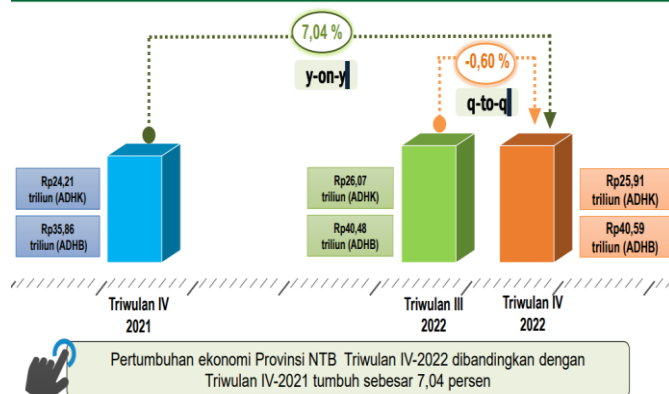 7,04 %
y-on-y
-0,60 %
q-to-q
Rp24,21
triliun (ADHK)
Rp35,86
triliun (ADHB)
Rp26,07
triliun (ADHK)
Rp40,48
triliun (ADHB)
Rp25,91
triliun (ADHK)
Rp40,59
triliun (ADHB)
Triwulan IV
2021
Triwulan III
2022
Triwulan IV
2022
Pertumbuhan ekonomi Provinsi NTB Triwulan IV-2022 dibandingkan dengan
Triwulan IV-2021 tumbuh sebesar 7,04 persen